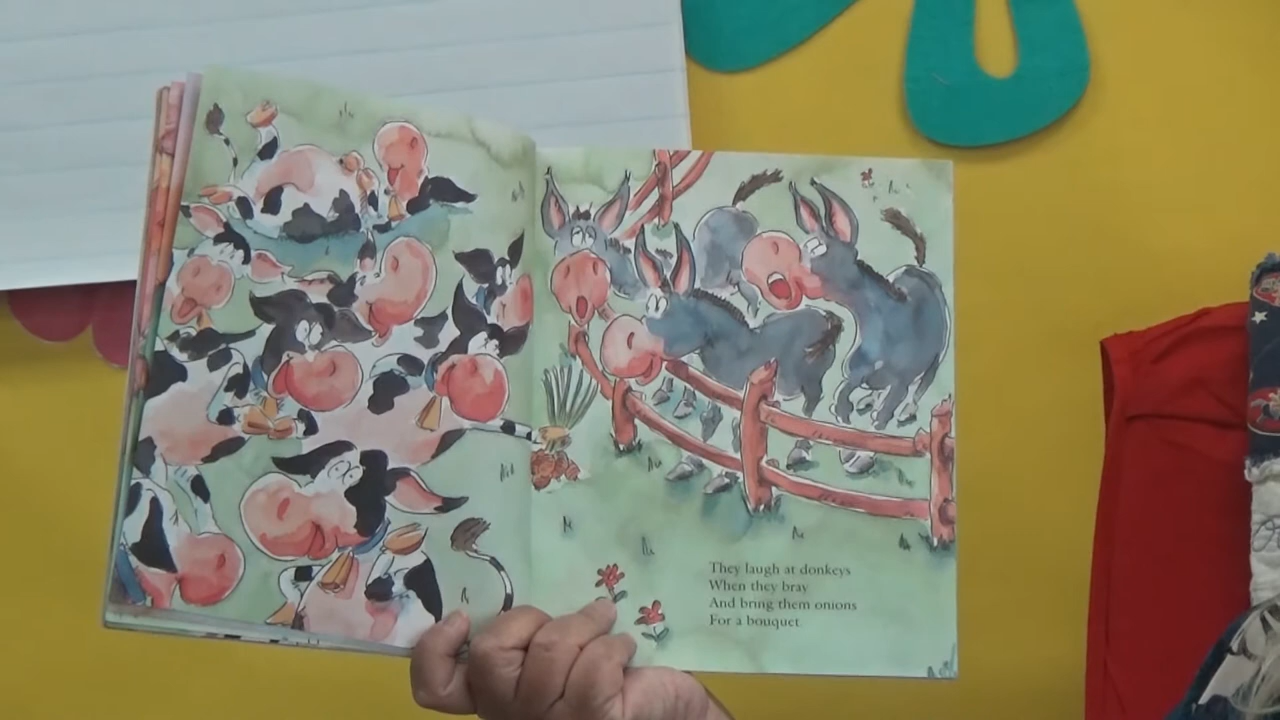 They laugh at donkeys
When they bray
And bring them onions
For a bouquet.